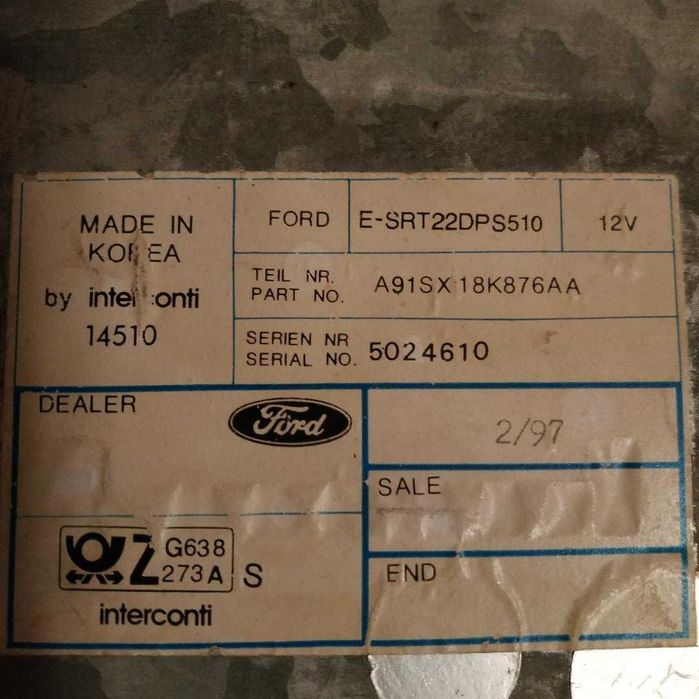 MADE IN
KOREA
by interconti
14510
FORD
E-SRT22DPS510
12V
TEIL NR.
PART NO.
A91SX 18K876AA
SERIEN NR
SERIAL NO.
5024610
DEALER
Ford
2/97
SALE
END
Z G638
273A S
interconti